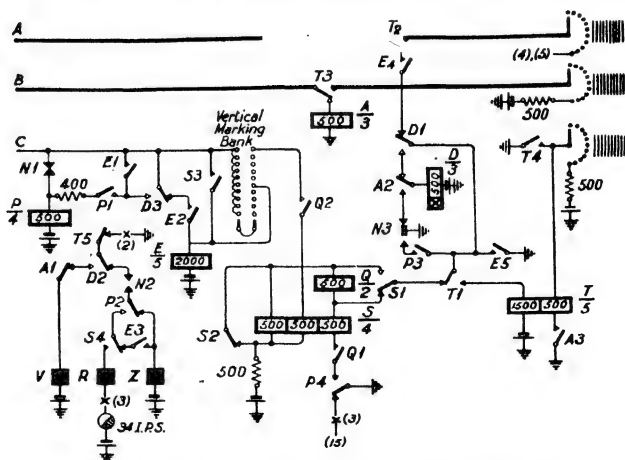 A
T2
(4),(5)
E4
B
T3
A/3
500
500
Vertical
Marking
Bank
C
N1
E1
S3
D1
T4
D/3
500
A2
500
400
P1
D3
E2
Q2
P/4
500
N3
T5
(2)
E/5
2000
P3
E5
A1
D2
N2
Q/2
500
S1
T1
T/5
P2
S/4
1500
500
S4
E3
S2
500
500
500
Q1
A3
500
P4
V
R
Z
(3)
(3)
34 I.P.S.
(15)